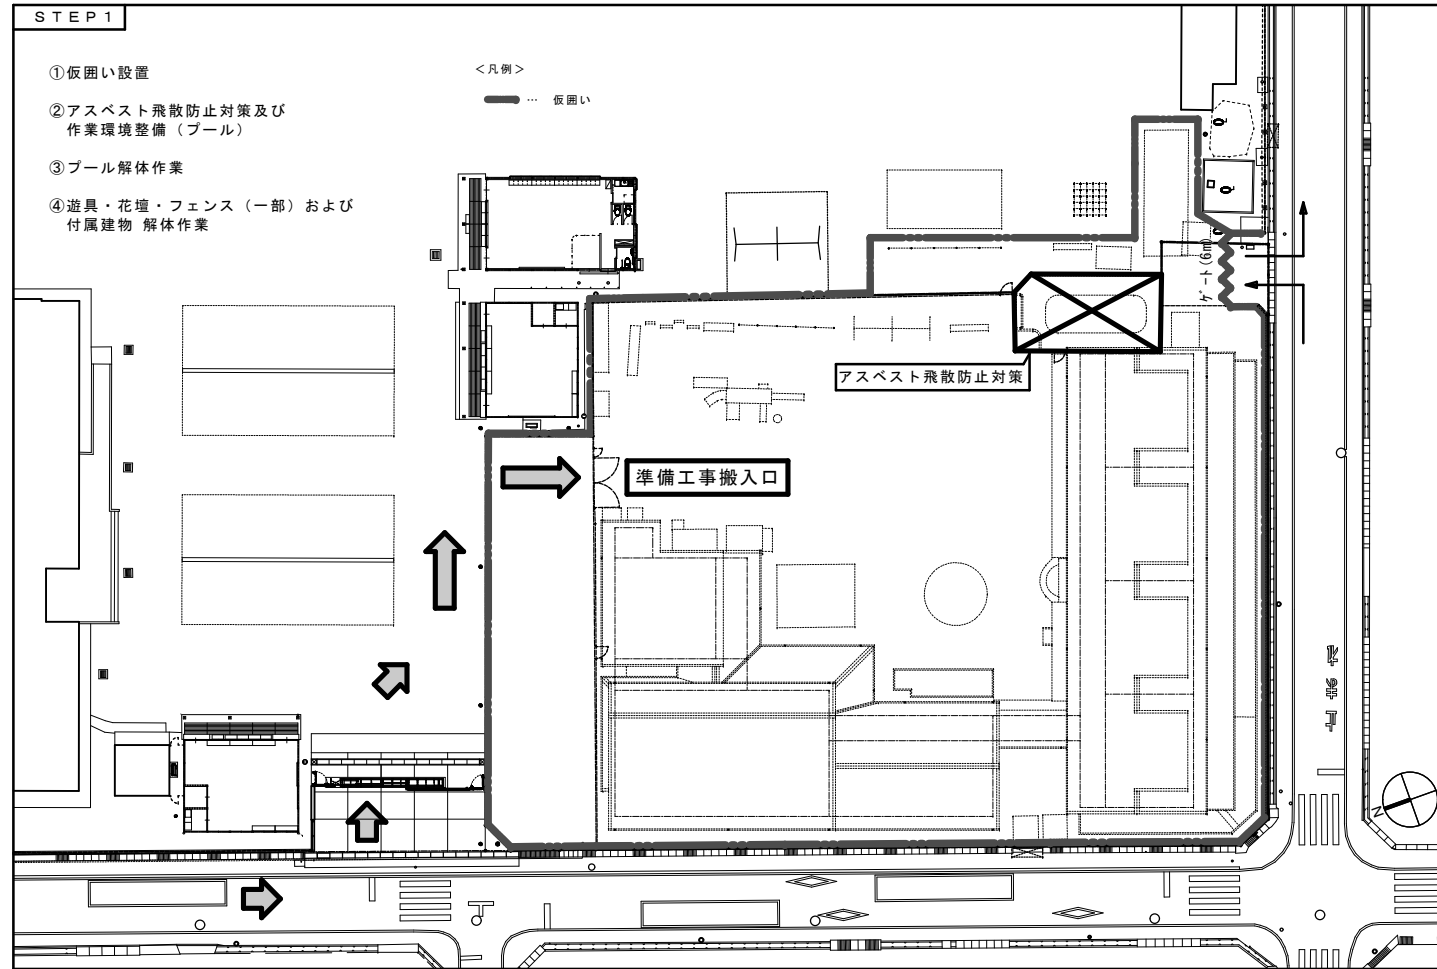 ＳＴＥＰ１
①仮囲い設置
②アスベスト飛散防止対策及び
作業環境整備（プール）
③プール解体作業
④遊具・花壇・フェンス（一部）および
付属建物 解体作業
＜凡例＞
… 仮囲い
ｹﾞｰﾄ(6m)
アスベスト飛散防止対策
準備工事搬入口
N